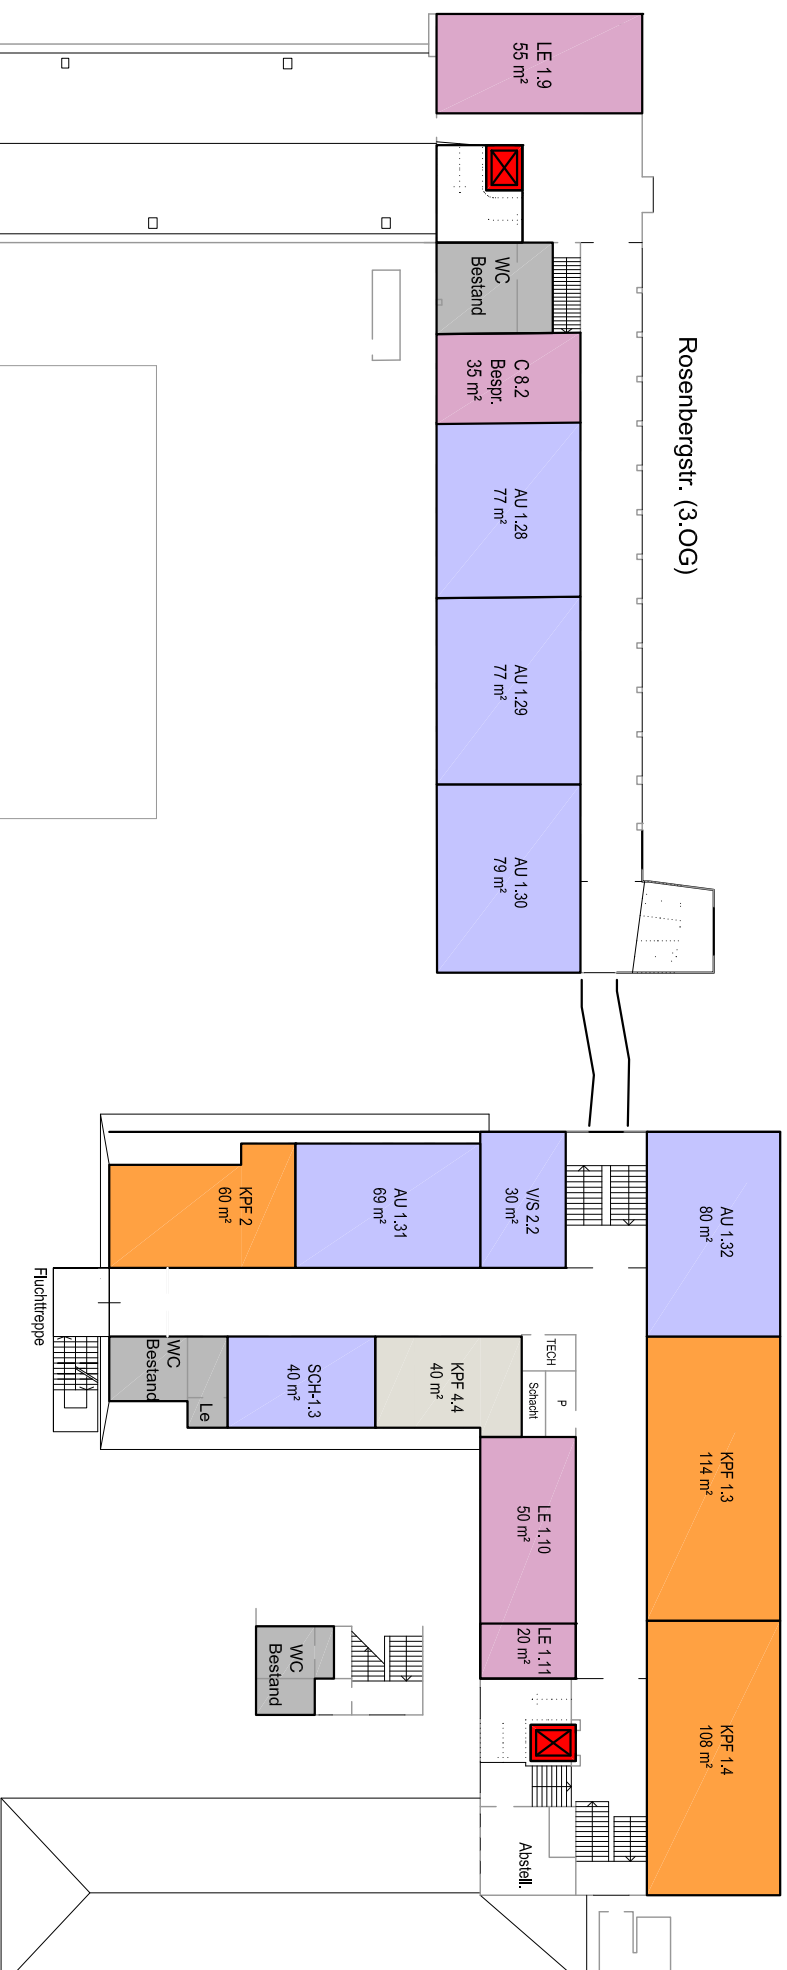 LE 1.9
55 m²
WC
Bestand
C 8.2
Bespr.
35 m²
Rosenbergstr. (3.OG)
AU 1.28
77 m²
AU 1.29
77 m²
AU 1.30
79 m²
KPF 2
60 m²
AU 1.31
69 m²
V/S 2.2
30 m²
AU 1.32
80 m²
Fluchttreppe
WC
Bestand
Le
SCH-1.3
40 m²
KPF 4.4
40 m²
TECH
Schacht
P
KPF 1.3
114 m²
LE 1.10
50 m²
LE 1.11
20 m²
WC
Bestand
KPF 1.4
108 m²
Abstell.